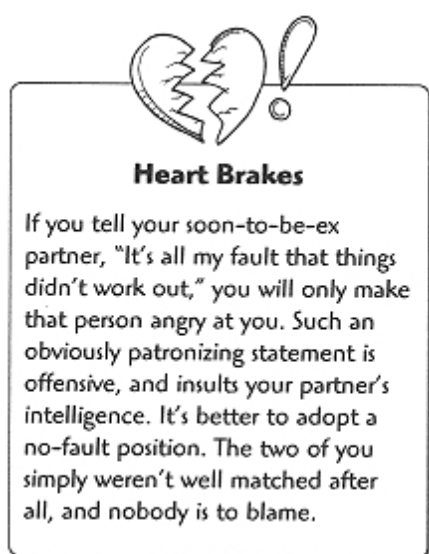 Heart Brakes
If you tell your soon-to-be-ex
partner, "It's all my fault that things
didn't work out," you will only make
that person angry at you. Such an
obviously patronizing statement is
offensive, and insults your partner's
intelligence. It's better to adopt a
no-fault position. The two of you
simply weren't well matched after
all, and nobody is to blame.